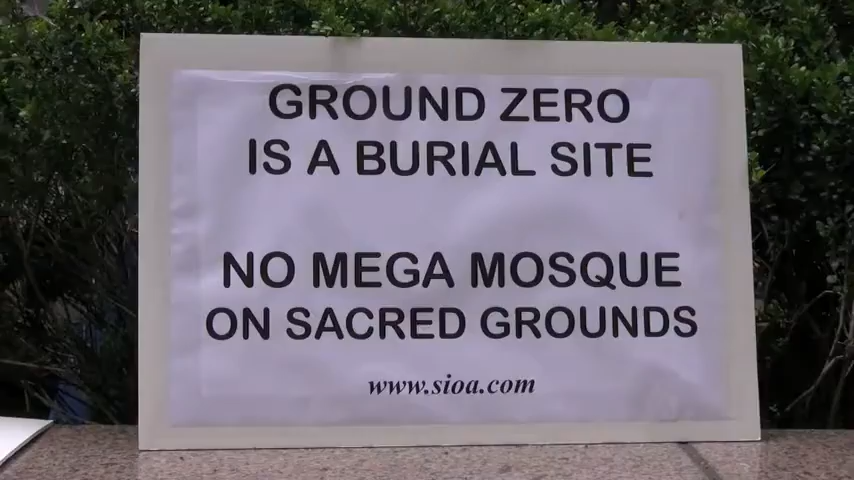 GROUND ZERO
IS A BURIAL SITE
NO MEGA MOSQUE
ON SACRED GROUNDS
www.sioa.com